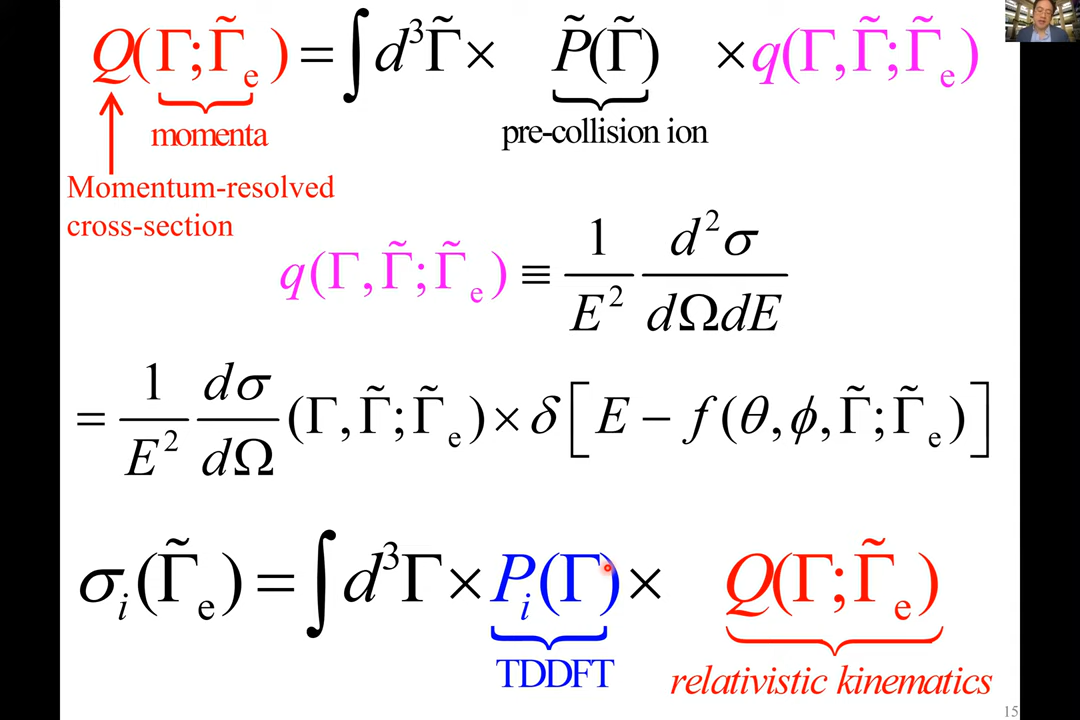 Q(Γ;Γ̃ₑ) = ∫ d³Γ̃ × P̃(Γ̃) × q(Γ,Γ̃;Γ̃ₑ)
momenta
pre-collision ion
Momentum-resolved
cross-section
q(Γ,Γ̃;Γ̃ₑ) ≡ 1/E² d²σ/dΩdE
= 1/E² dσ/dΩ (Γ,Γ̃;Γ̃ₑ) × δ[E − f(θ,ϕ,Γ̃;Γ̃ₑ)]
σᵢ(Γ̃ₑ) = ∫ d³Γ × Pᵢ(Γ) × Q(Γ;Γ̃ₑ)
TDDFT
relativistic kinematics
15